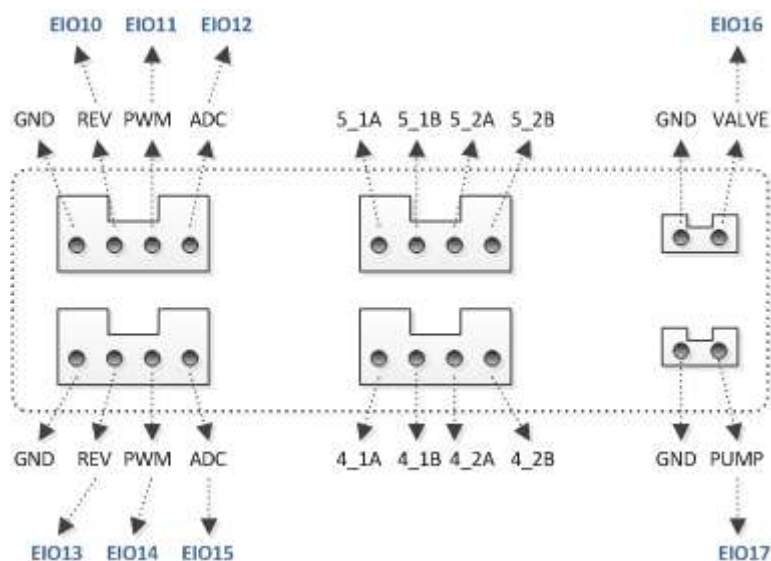 EIO10 EIO11 EIO12 EIO16
GND REV PWM ADC 5_1A 5_1B 5_2A 5_2B GND VALVE
GND REV PWM ADC 4_1A 4_1B 4_2A 4_2B GND PUMP
EIO13 EIO14 EIO15 EIO17